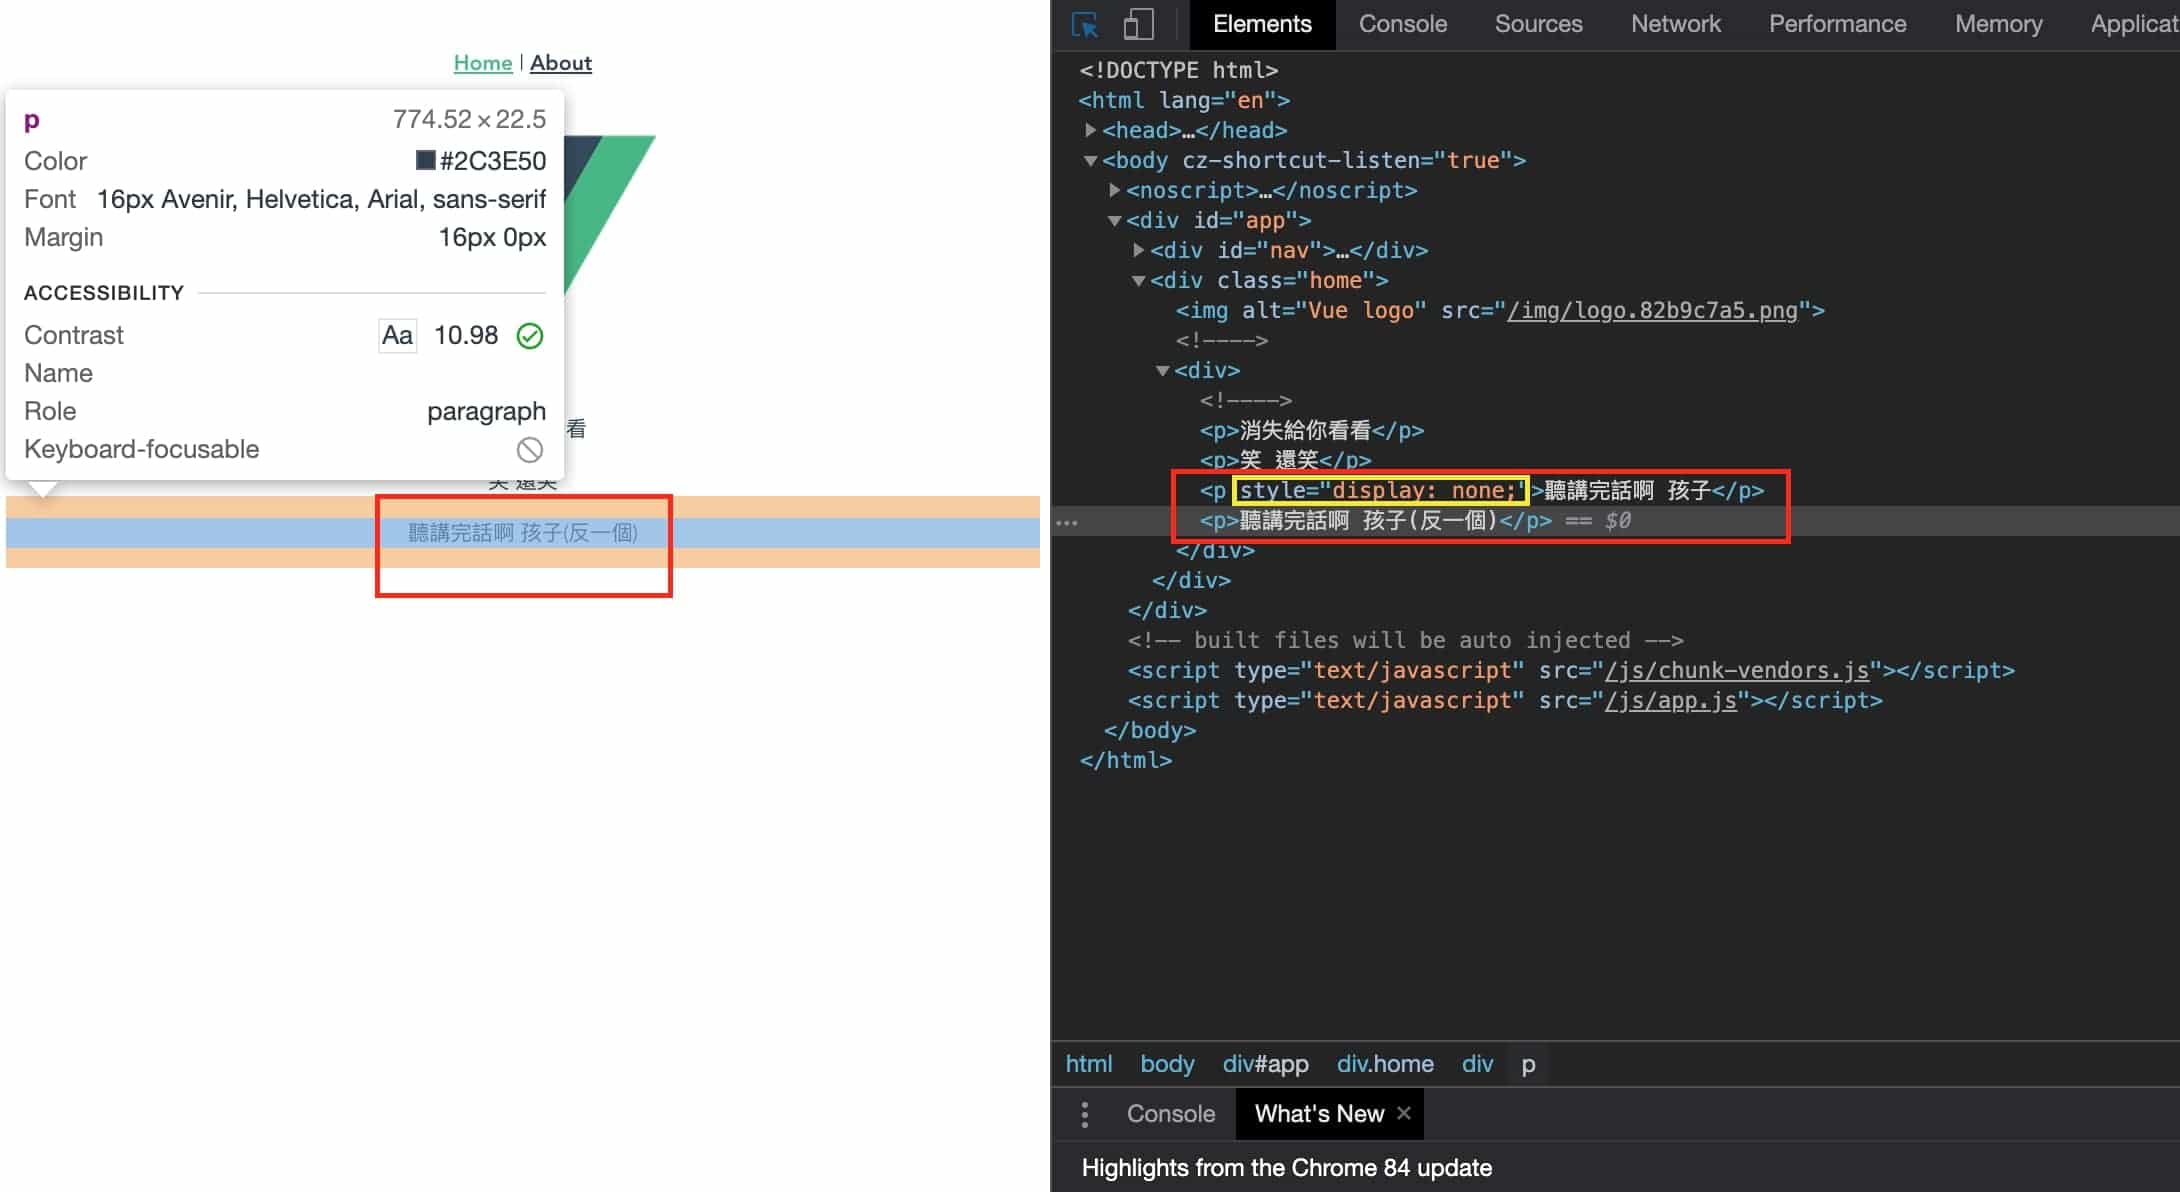 Home | About
p 774.52 × 22.5
Color #2C3E50
Font 16px Avenir, Helvetica, Arial, sans-serif
Margin 16px 0px
ACCESSIBILITY
Contrast Aa 10.98
Name
Role paragraph
Keyboard-focusable
看
笑 還笑
聽講完話啊 孩子(反一個)
Elements Console Sources Network Performance Memory Applicat
<!DOCTYPE html>
<html lang="en">
<head>…</head>
<body cz-shortcut-listen="true">
<noscript>…</noscript>
<div id="app">
<div id="nav">…</div>
<div class="home">
<img alt="Vue logo" src="/img/logo.82b9c7a5.png">
<!---->
<div>
<!---->
<p>消失給你看看</p>
<p>笑 還笑</p>
<p style="display: none;">聽講完話啊 孩子</p>
<p>聽講完話啊 孩子(反一個)</p> == $0
</div>
</div>
</div>
<!-- built files will be auto injected -->
<script type="text/javascript" src="/js/chunk-vendors.js"></script>
<script type="text/javascript" src="/js/app.js"></script>
</body>
</html>
html body div#app div.home div p
Console What's New ×
Highlights from the Chrome 84 update